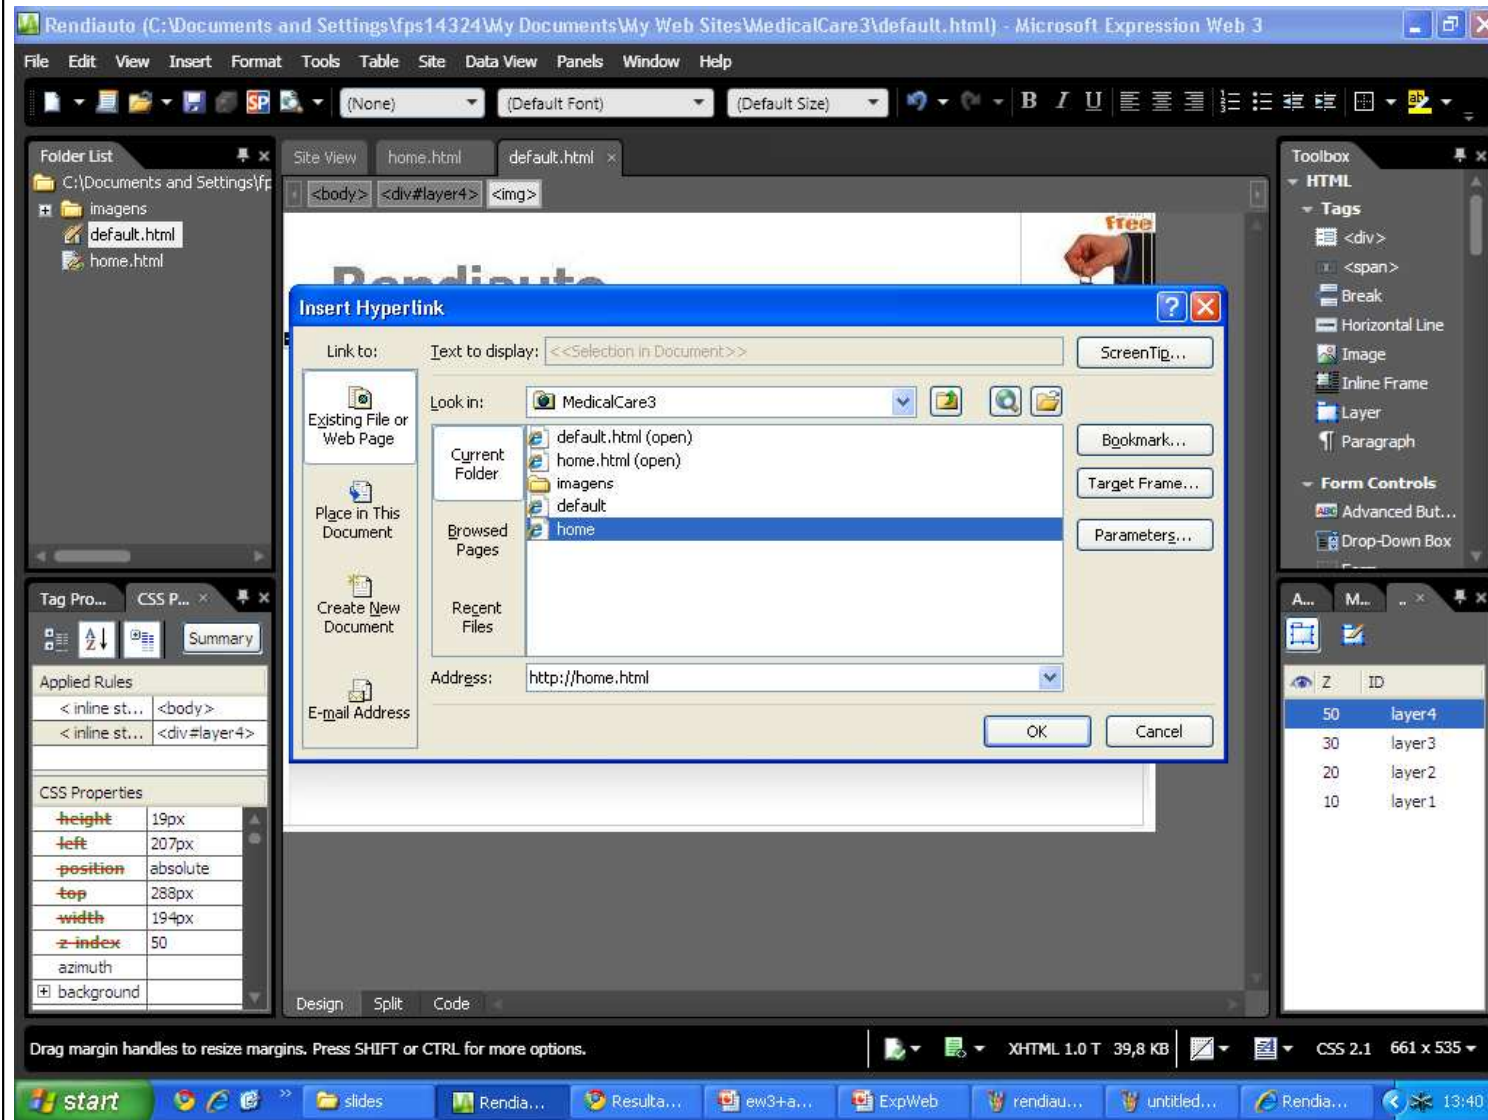 Rendiauto (C:\Documents and Settings\fps14324\My Documents\My Web Sites\MedicalCare3\default.html) - Microsoft Expression Web 3
File Edit View Insert Format Tools Table Site Data View Panels Window Help
(None) (Default Font) (Default Size) B I U
Folder List
C:\Documents and Settings\fp
imagens
default.html
home.html
Site View home.html default.html
<body> <div#layer4> <img>
Free
Rendiauto
Insert Hyperlink
Link to:
Text to display: <<Selection in Document>>
ScreenTip...
Existing File or
Web Page
Look in: MedicalCare3
Current
Folder
Browsed
Pages
Recent
Files
default.html (open)
home.html (open)
imagens
default
home
Bookmark...
Target Frame...
Parameters...
Place in This
Document
Create New
Document
E-mail Address
Address: http://home.html
OK Cancel
Toolbox
HTML
Tags
<div>
<span>
Break
Horizontal Line
Image
Inline Frame
Layer
Paragraph
Form Controls
Advanced But...
Drop-Down Box
Tag Pro... CSS P...
Summary
Applied Rules
< inline st... <body>
< inline st... <div#layer4>
CSS Properties
height 19px
left 207px
position absolute
top 288px
width 194px
z-index 50
azimuth
background
A... M... ..
Z ID
50 layer4
30 layer3
20 layer2
10 layer1
Design Split Code
Drag margin handles to resize margins. Press SHIFT or CTRL for more options.
XHTML 1.0 T 39,8 KB CSS 2.1 661 x 535
start slides Rendia... Resulta... ew3+a... ExpWeb rendiau... untitled... Rendia... 13:40